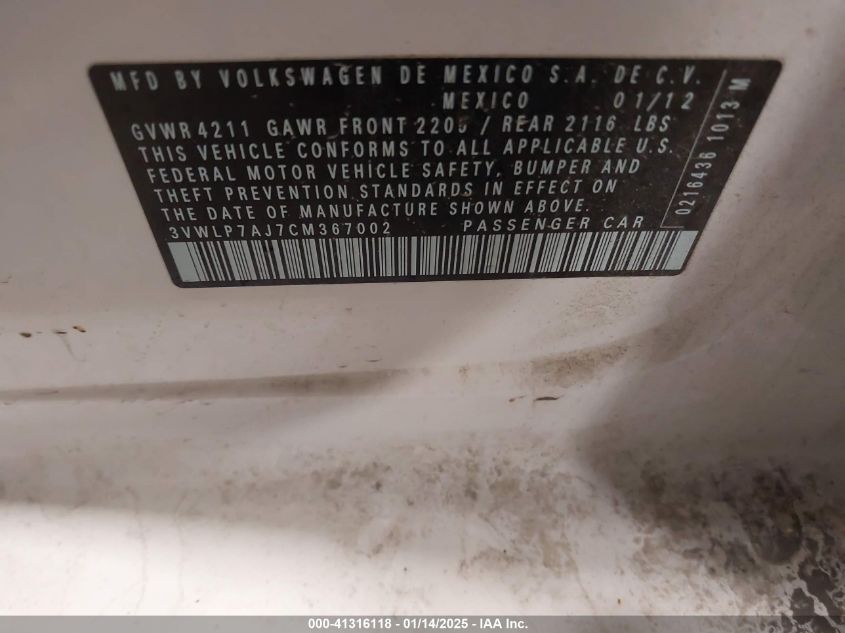 MFD BY VOLKSWAGEN DE MEXICO S.A. DE C.V.
MEXICO 01/12
GVWR 4211 GAWR FRONT / REAR 2116 LBS
THIS VEHICLE CONFORMS TO ALL APPLICABLE U.S.
FEDERAL MOTOR VEHICLE SAFETY, BUMPER AND
THEFT PREVENTION STANDARDS IN EFFECT ON
THE DATE OF MANUFACTURE SHOWN ABOVE.
3VWLP7AJ7CM367002 PASSENGER CAR
0216436 1013 M
000-41316118 - 01/14/2025 - IAA Inc.